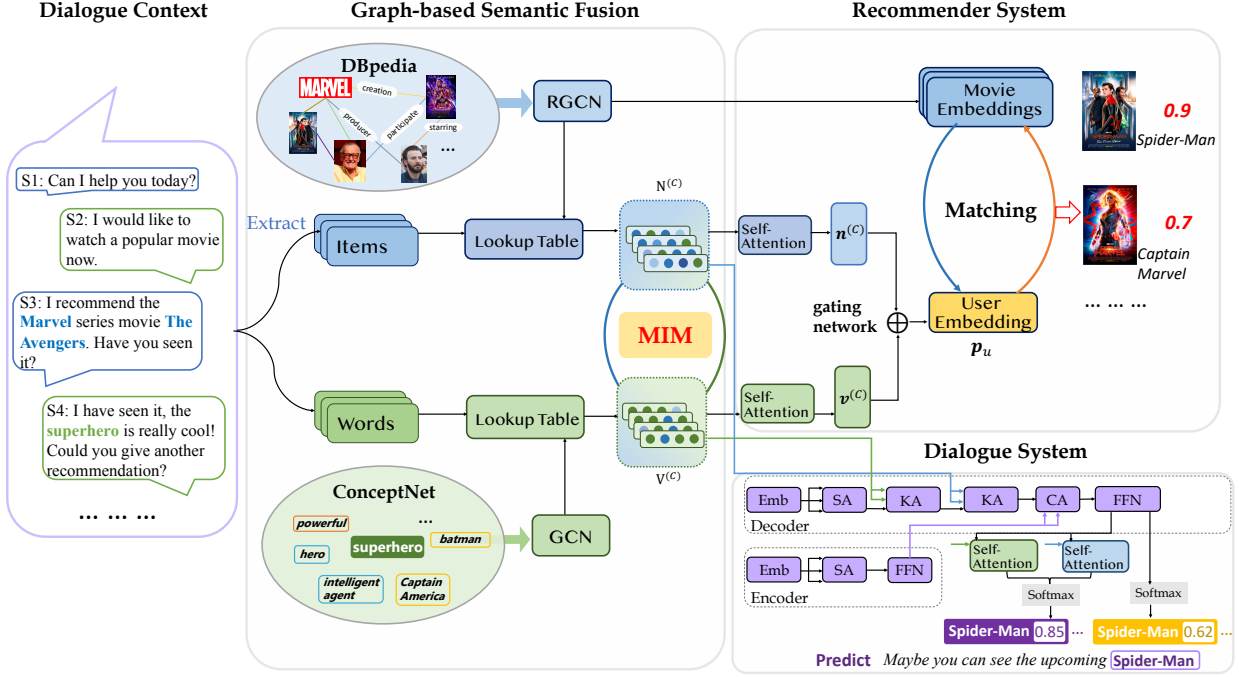 Dialogue Context
Graph-based Semantic Fusion
Recommender System
S1: Can I help you today?
S2: I would like to
watch a popular movie
now.
S3: I recommend the
Marvel series movie The
Avengers. Have you seen
it?
S4: I have seen it, the
superhero is really cool!
Could you give another
recommendation?
... ... ...
Extract
DBpedia
MARVEL
creation
producer
participate
starring
...
RGCN
Items
Lookup Table
N(C)
MIM
Words
Lookup Table
V(C)
ConceptNet
powerful
...
hero
superhero
batman
intelligent
agent
Captain
America
GCN
Self-
Attention
n(C)
gating
network
Self-
Attention
v(C)
Movie
Embeddings
Matching
User
Embedding
pu
0.9
Spider-Man
0.7
Captain
Marvel
... ... ...
Dialogue System
Emb
SA
KA
KA
CA
FFN
Decoder
Emb
SA
FFN
Encoder
Self-
Attention
Self-
Attention
Softmax
Softmax
Spider-Man 0.85 ...
Spider-Man 0.62 ...
Predict Maybe you can see the upcoming Spider-Man